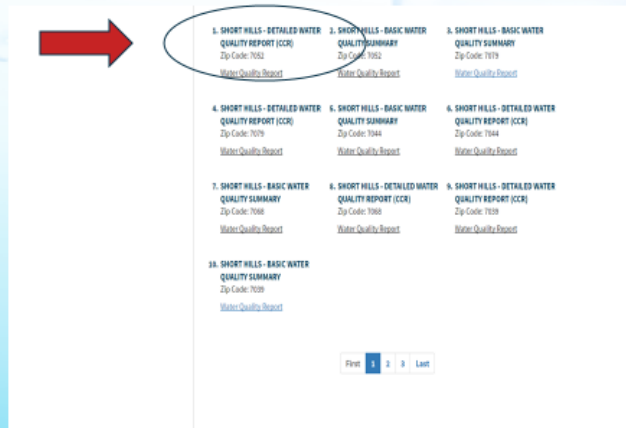 1. SHORT HILLS - DETAILED WATER QUALITY REPORT (CCR)
Zip Code: 7052
Water Quality Report
2. SHORT HILLS - BASIC WATER QUALITY SUMMARY
Zip Code: 7052
Water Quality Report
3. SHORT HILLS - BASIC WATER QUALITY SUMMARY
Zip Code: 7079
Water Quality Report
4. SHORT HILLS - DETAILED WATER QUALITY REPORT (CCR)
Zip Code: 7079
Water Quality Report
5. SHORT HILLS - BASIC WATER QUALITY SUMMARY
Zip Code: 7044
Water Quality Report
6. SHORT HILLS - DETAILED WATER QUALITY REPORT (CCR)
Zip Code: 7044
Water Quality Report
7. SHORT HILLS - BASIC WATER QUALITY SUMMARY
Zip Code: 7068
Water Quality Report
8. SHORT HILLS - DETAILED WATER QUALITY REPORT (CCR)
Zip Code: 7068
Water Quality Report
9. SHORT HILLS - DETAILED WATER QUALITY REPORT (CCR)
Zip Code: 7039
Water Quality Report
10. SHORT HILLS - BASIC WATER QUALITY SUMMARY
Zip Code: 7039
Water Quality Report
First 1 2 3 Last